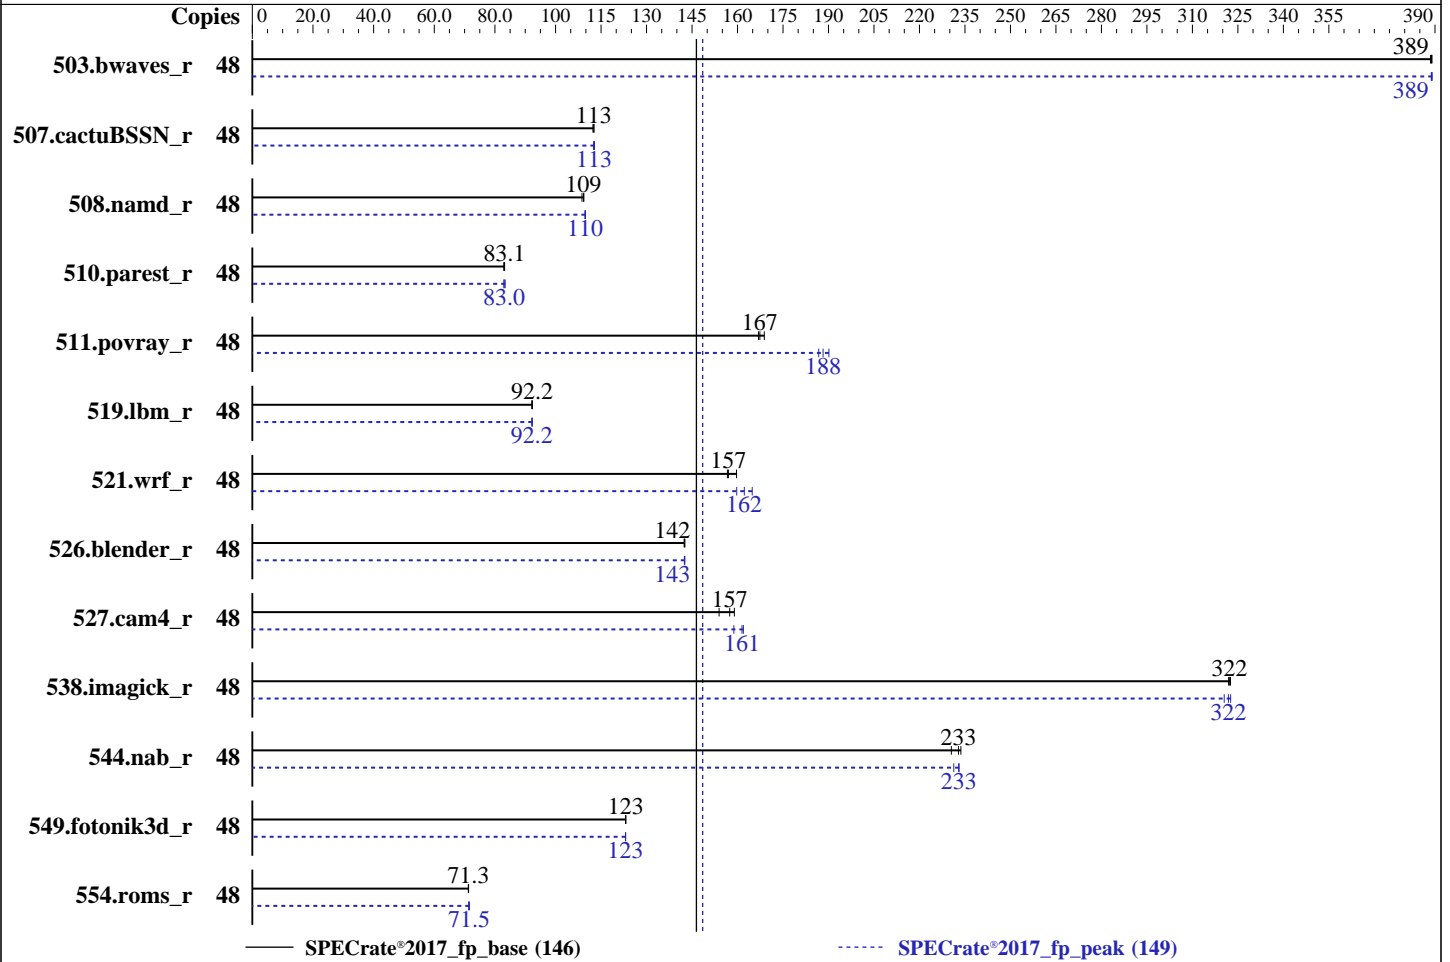 Copies 0 20.0 40.0 60.0 80.0 100 115 130 145 160 175 190 205 220 235 250 265 280 295 310 325 340 355 390
503.bwaves_r 48 389
389
507.cactuBSSN_r 48 113
113
508.namd_r 48 109
110
510.parest_r 48 83.1
83.0
511.povray_r 48 167
188
519.lbm_r 48 92.2
92.2
521.wrf_r 48 157
162
526.blender_r 48 142
143
527.cam4_r 48 157
161
538.imagick_r 48 322
322
544.nab_r 48 233
233
549.fotonik3d_r 48 123
123
554.roms_r 48 71.3
71.5
SPECrate®2017_fp_base (146) SPECrate®2017_fp_peak (149)